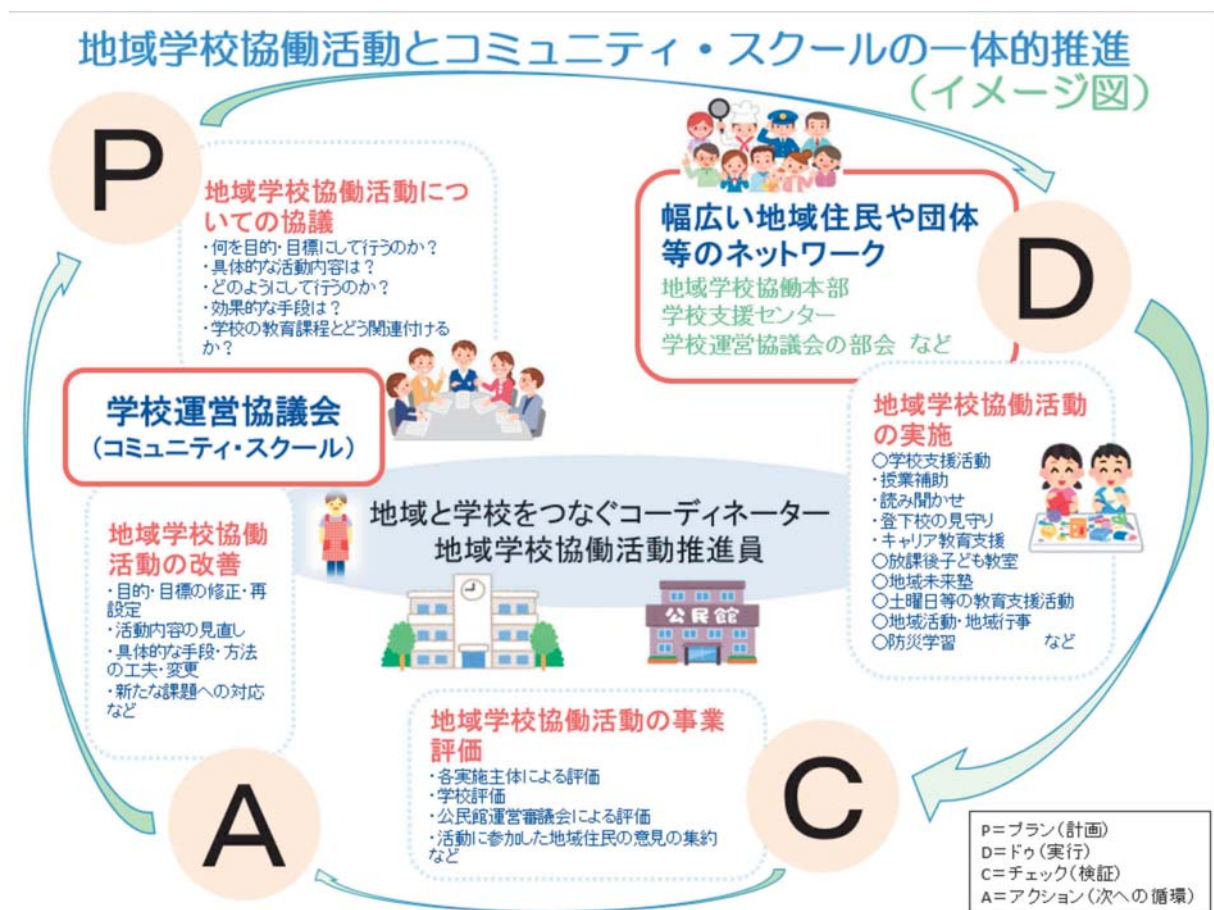 地域学校協働活動とコミュニティ・スクールの一体的推進
（イメージ図）
P
地域学校協働活動につ
いての協議
・何を目的・目標にして行うのか？
・具体的な活動内容は？
・どのようにして行うのか？
・効果的な手段は？
・学校の教育課程とどう関連付ける
か？
幅広い地域住民や団体
等のネットワーク
地域学校協働本部
学校支援センター
学校運営協議会の部会 など
D
学校運営協議会
（コミュニティ・スクール）
地域学校協働活動
の実施
○学校支援活動
・授業補助
・読み聞かせ
・登下校の見守り
・キャリア教育支援
○放課後子ども教室
○地域未来塾
○土曜日等の教育支援活動
○地域活動・地域行事
○防災学習 など
地域と学校をつなぐコーディネーター
地域学校協働活動推進員
公民館
地域学校協働
活動の改善
・目的・目標の修正・再
設定
・活動内容の見直し
・具体的な手段・方法
の工夫・変更
・新たな課題への対応
など
A
地域学校協働活動の事業
評価
・各実施主体による評価
・学校評価
・公民館運営審議会による評価
・活動に参加した地域住民の意見の集約
など
C
P＝プラン（計画）
D＝ドゥ（実行）
C＝チェック（検証）
A＝アクション（次への循環）